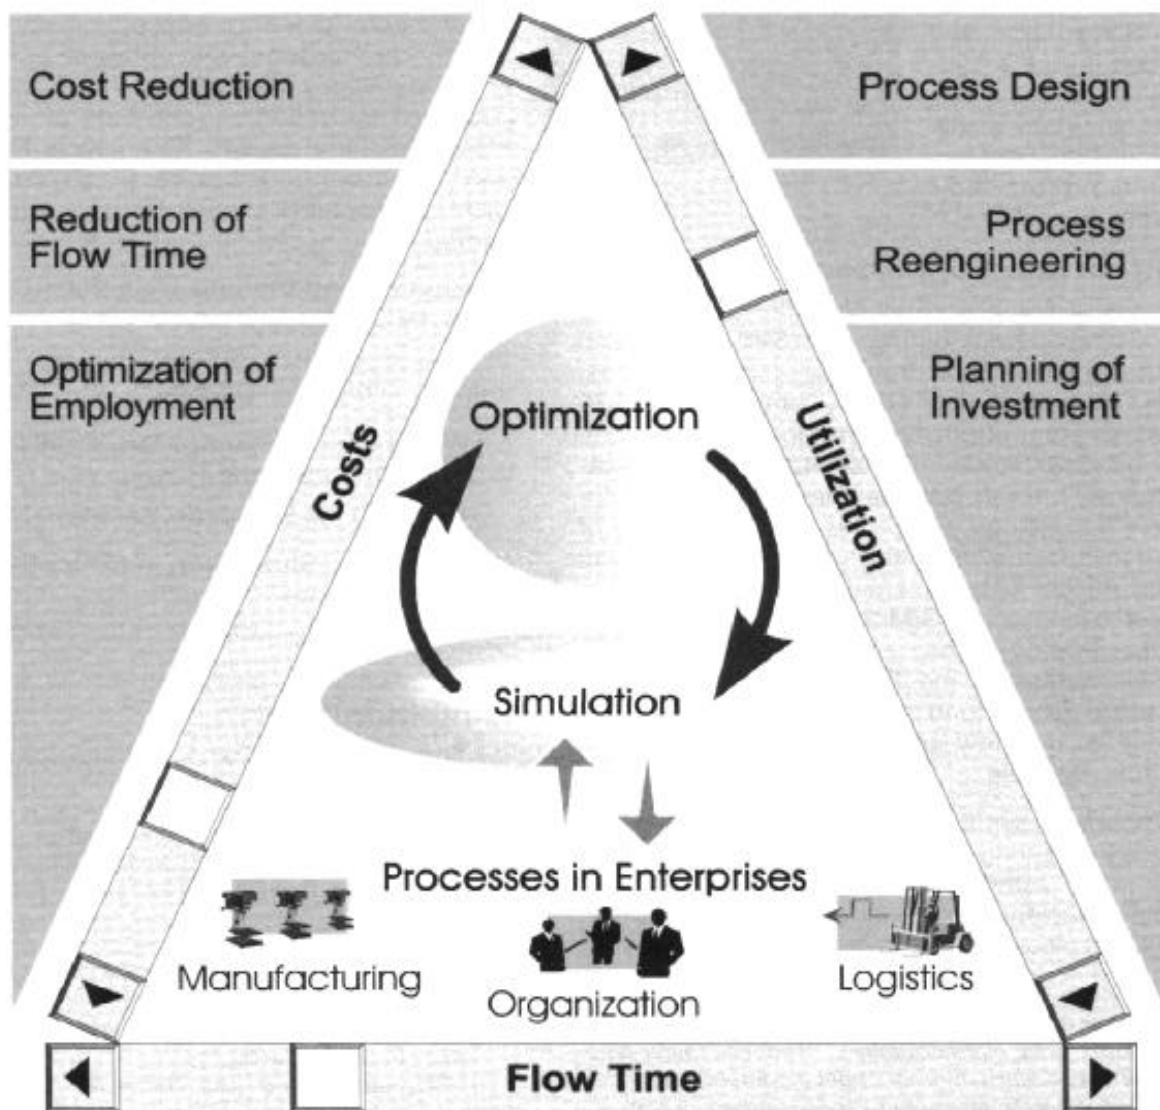 Cost Reduction
Process Design
Reduction of
Flow Time
Process
Reengineering
Optimization of
Employment
Planning of
Investment
Costs
Utilization
Optimization
Simulation
Processes in Enterprises
Manufacturing
Organization
Logistics
Flow Time